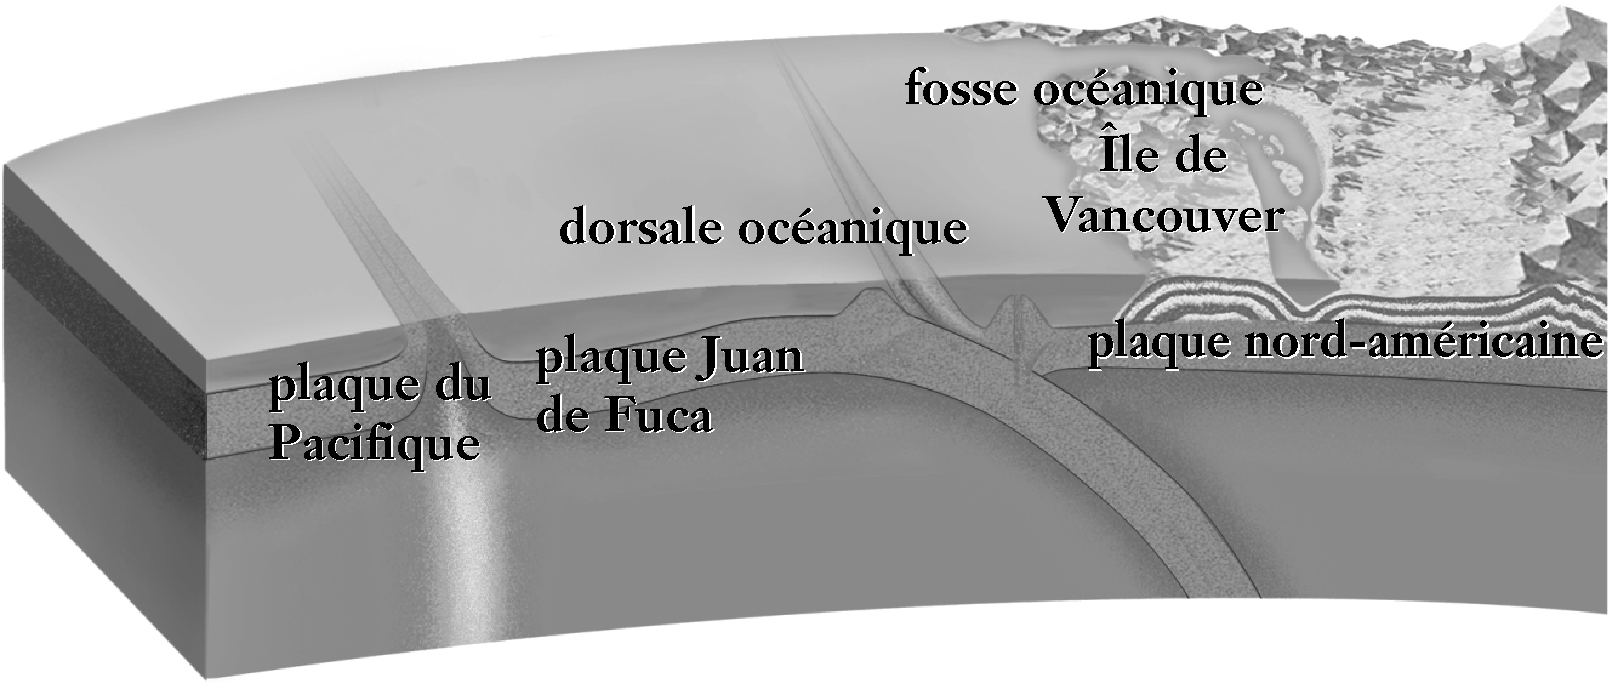 fosse océanique
Île de
Vancouver
dorsale océanique
plaque nord-américaine
plaque Juan
de Fuca
plaque du
Pacifique